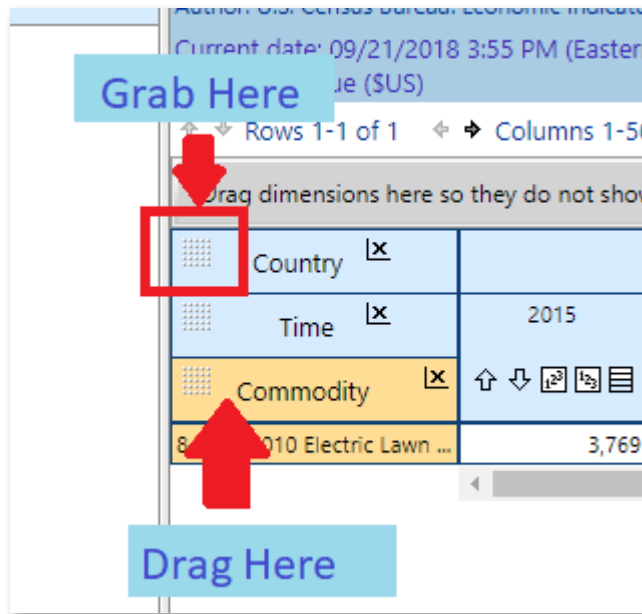 Author: U.S. Census Bureau: Economic Indicato
Current date: 09/21/2018 3:55 PM (Easter
Grab Here
ue ($US)
Rows 1-1 of 1 Columns 1-5
Drag dimensions here so they do not show
Country
Time
2015
Commodity
8 010 Electric Lawn ...
3,769
Drag Here